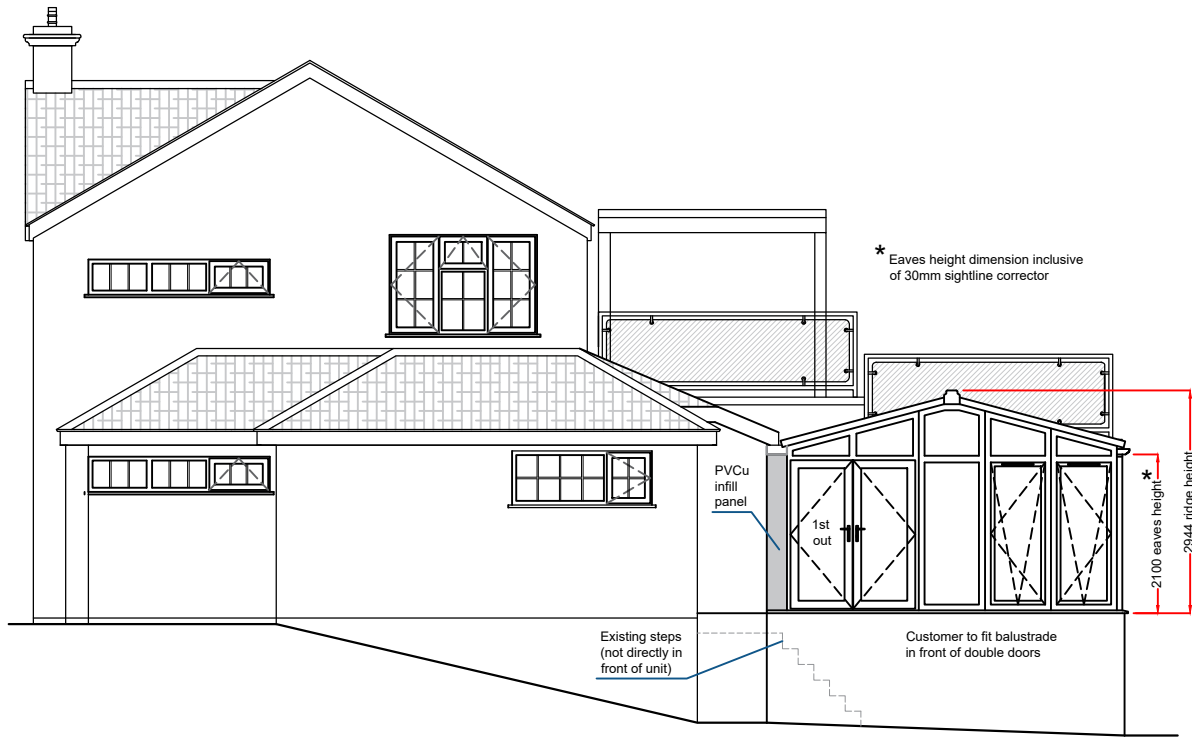 * Eaves height dimension inclusive
of 30mm sightline corrector
PVCu
infill
panel
1st
out
*
2100 eaves height
2944 ridge height
Existing steps
(not directly in
front of unit)
Customer to fit balustrade
in front of double doors